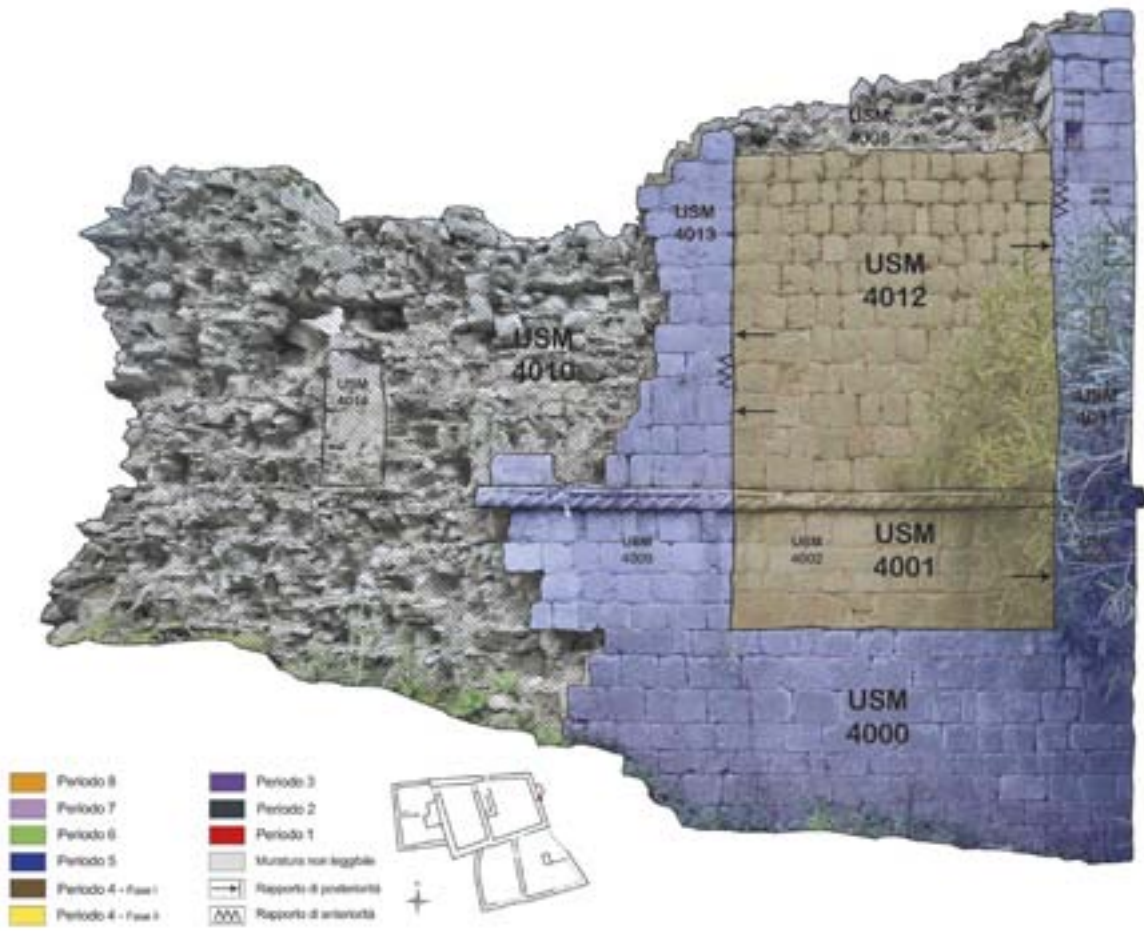 USM
4008
USM
4013
USM
4012
USM
4010
USM
4014
USM
4011
USM
4002
USM
4001
USM
USM
4000
Periodo 8
Periodo 7
Periodo 6
Periodo 5
Periodo 4 - Fase I
Periodo 4 - Fase II
Periodo 3
Periodo 2
Periodo 1
Muratura non leggibile
Rapporto di posteriorità
Rapporto di anteriorità